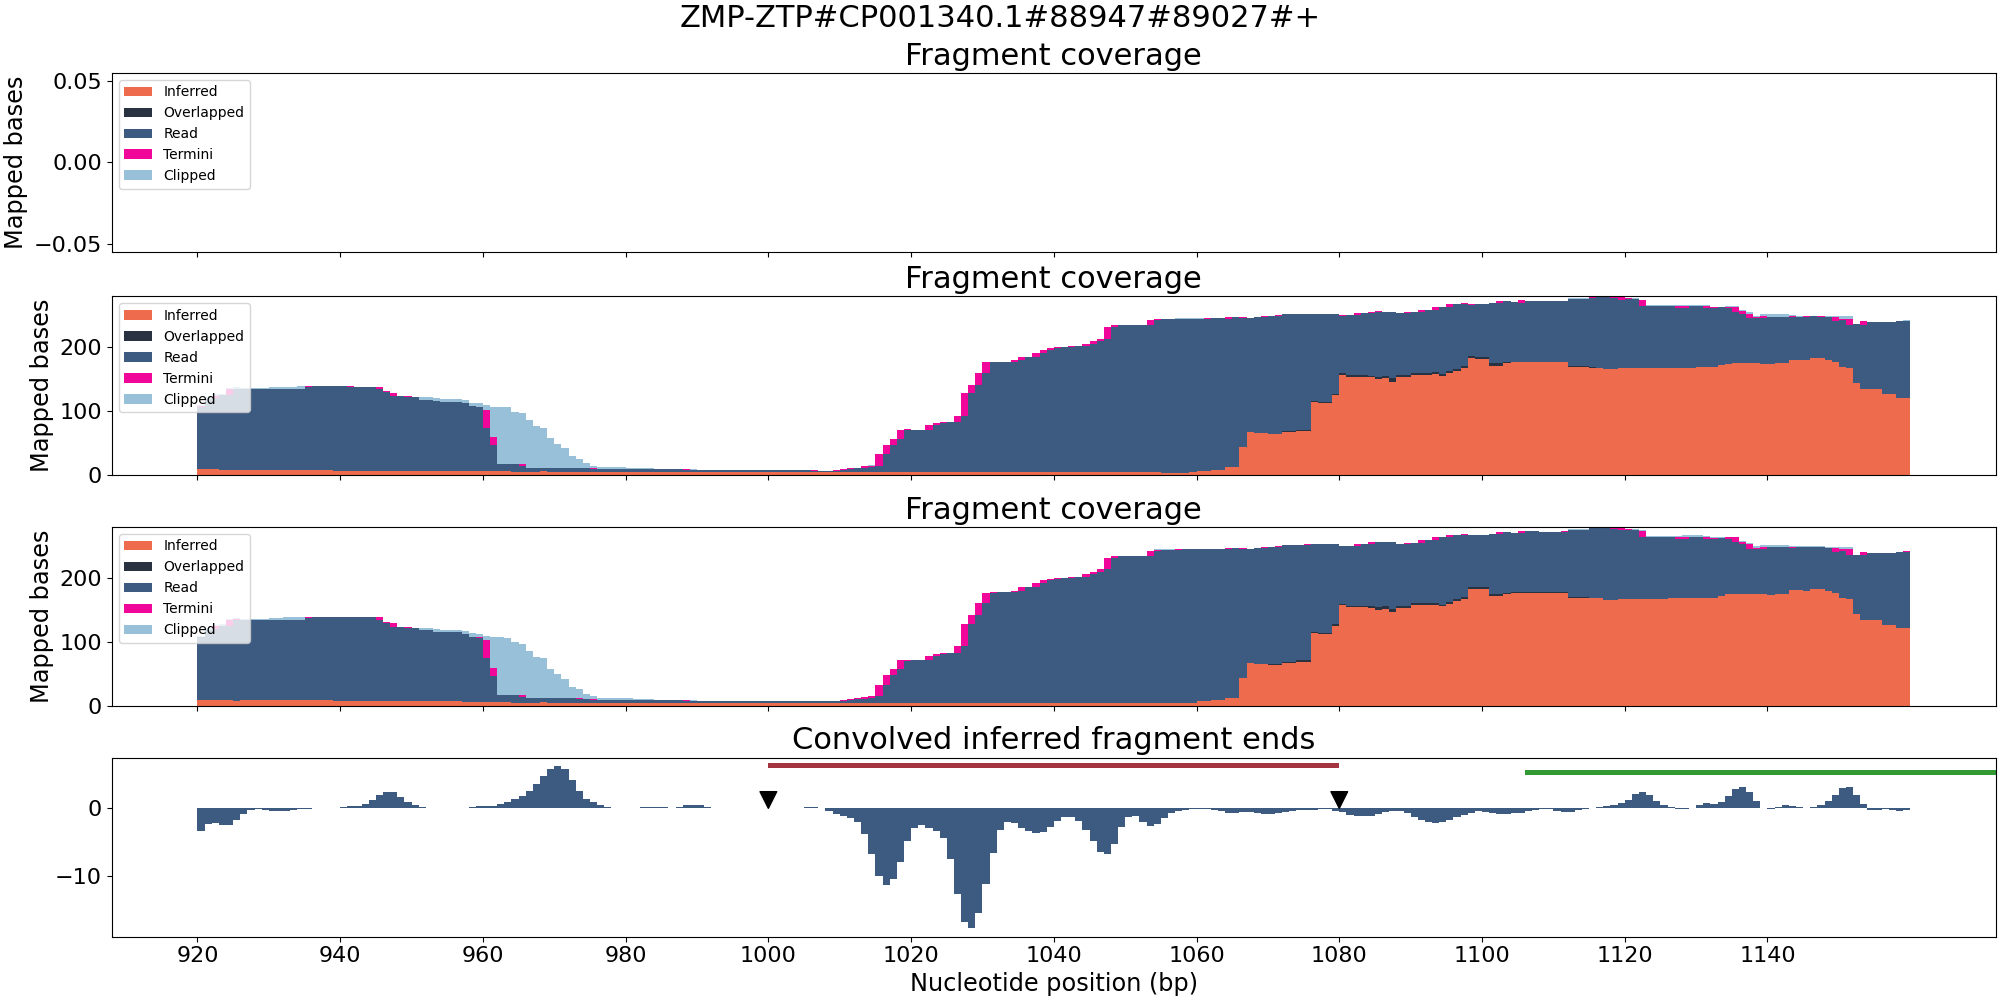 ZMP-ZTP#CP001340.1#88947#89027#+
Fragment coverage
Mapped bases
0.05
0.00
−0.05
Inferred
Overlapped
Read
Termini
Clipped
Fragment coverage
Mapped bases
200
100
0
Inferred
Overlapped
Read
Termini
Clipped
Fragment coverage
Mapped bases
200
100
0
Inferred
Overlapped
Read
Termini
Clipped
Convolved inferred fragment ends
0
−10
920 940 960 980 1000 1020 1040 1060 1080 1100 1120 1140
Nucleotide position (bp)